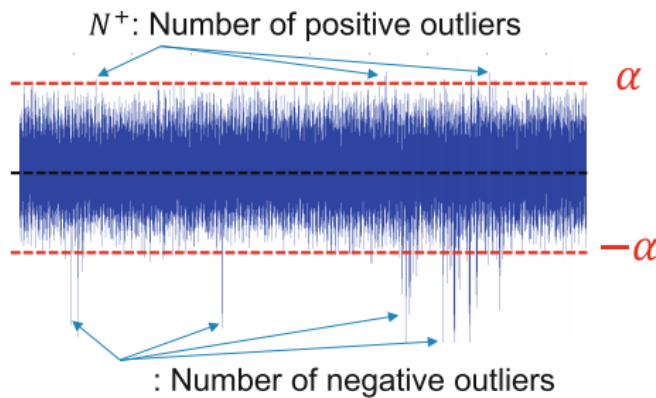 N⁺: Number of positive outliers
α
−α
: Number of negative outliers